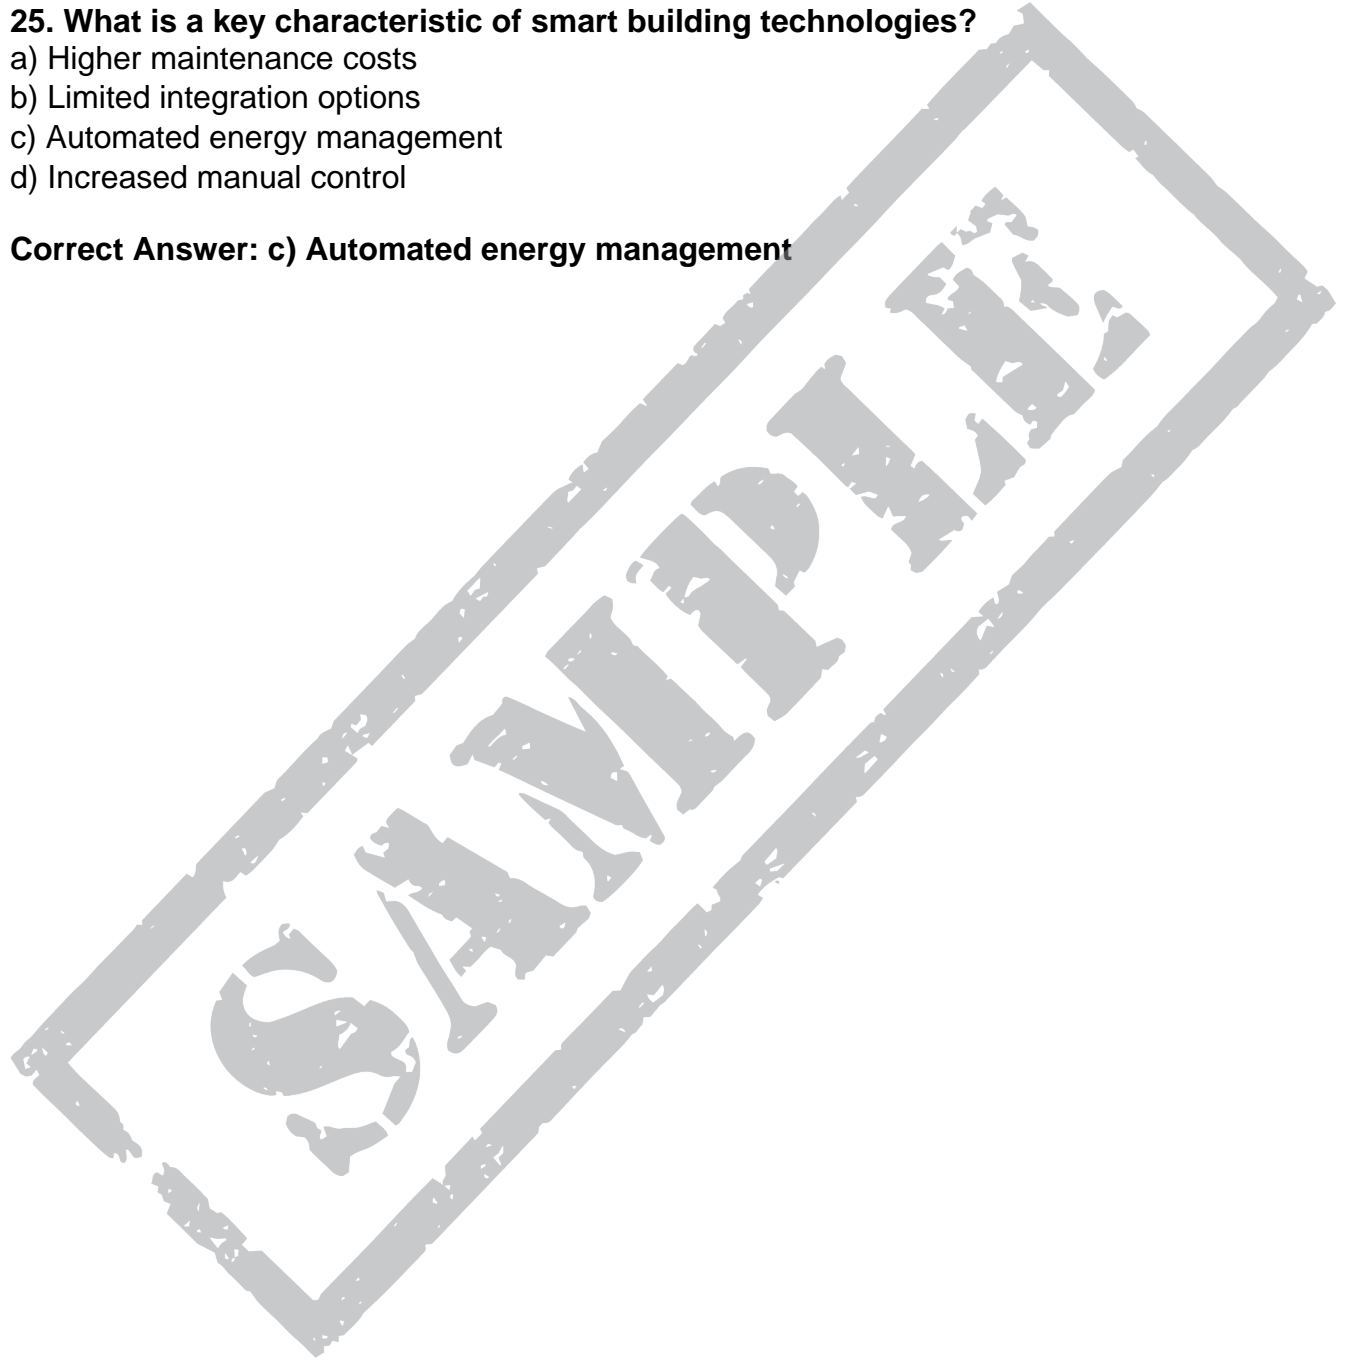 25. What is a key characteristic of smart building technologies?
a) Higher maintenance costs
b) Limited integration options
c) Automated energy management
d) Increased manual control
Correct Answer: c) Automated energy management
SAMPLE